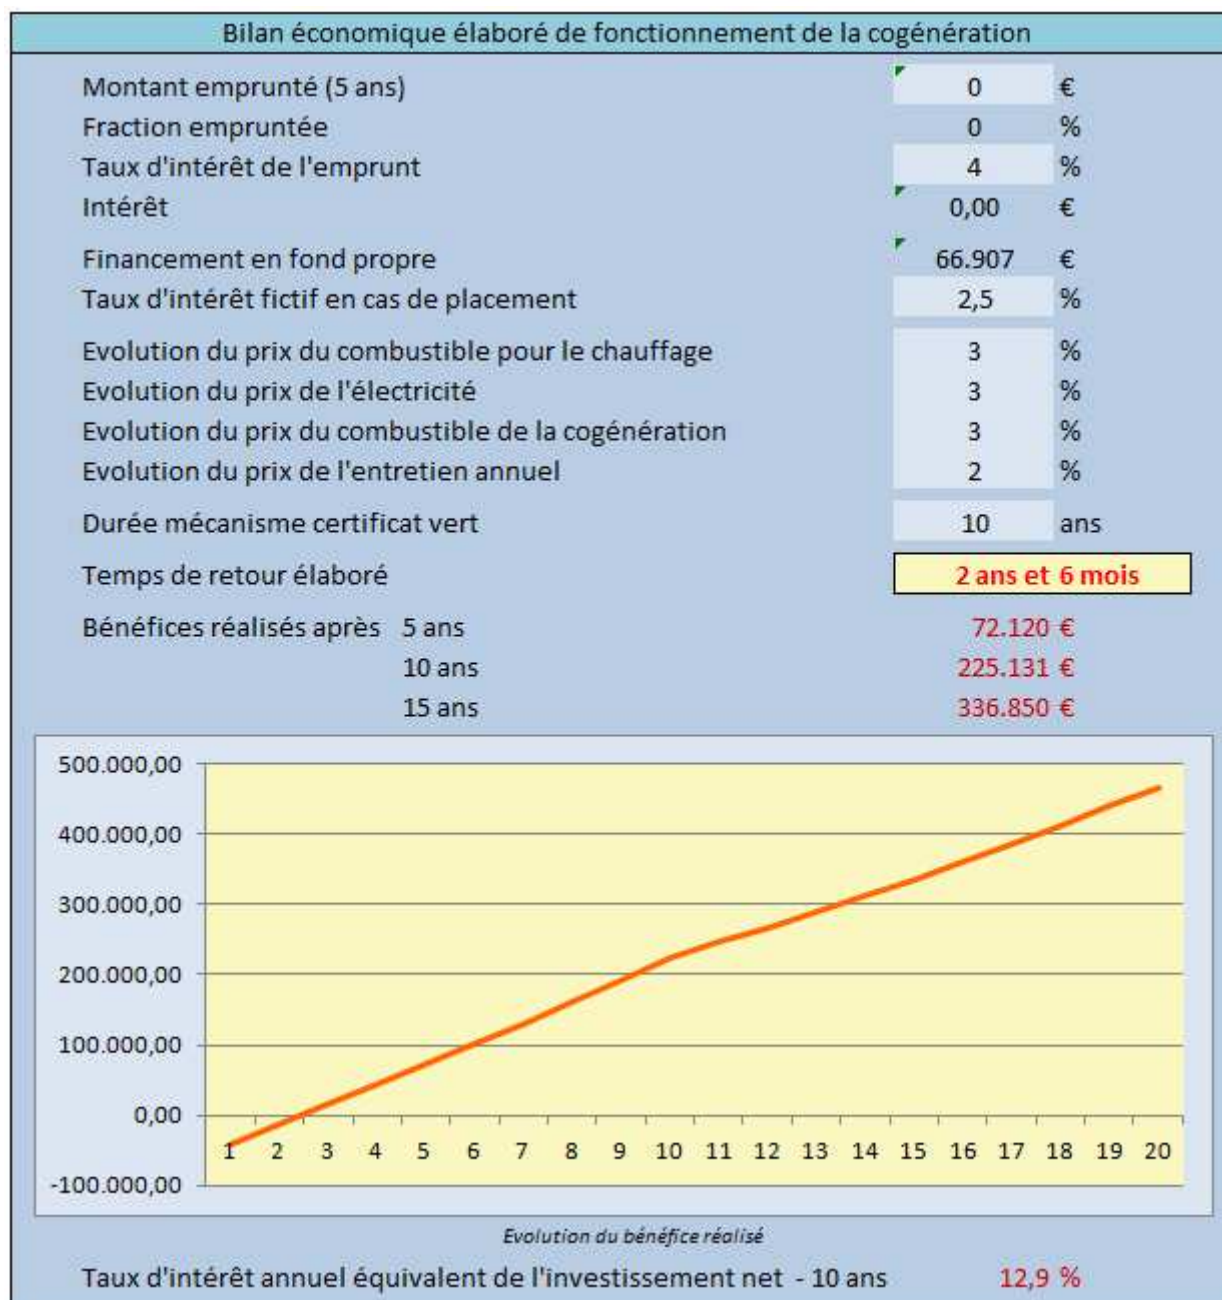 Bilan économique élaboré de fonctionnement de la cogénération
Montant emprunté (5 ans) 0 €
Fraction empruntée 0 %
Taux d'intérêt de l'emprunt 4 %
Intérêt 0,00 €
Financement en fond propre 66.907 €
Taux d'intérêt fictif en cas de placement 2,5 %
Evolution du prix du combustible pour le chauffage 3 %
Evolution du prix de l'électricité 3 %
Evolution du prix du combustible de la cogénération 3 %
Evolution du prix de l'entretien annuel 2 %
Durée mécanisme certificat vert 10 ans
Temps de retour élaboré 2 ans et 6 mois
Bénéfices réalisés après 5 ans 72.120 €
10 ans 225.131 €
15 ans 336.850 €
500.000,00
400.000,00
300.000,00
200.000,00
100.000,00
0,00
1 2 3 4 5 6 7 8 9 10 11 12 13 14 15 16 17 18 19 20
-100.000,00
Evolution du bénéfice réalisé
Taux d'intérêt annuel équivalent de l'investissement net - 10 ans 12,9 %